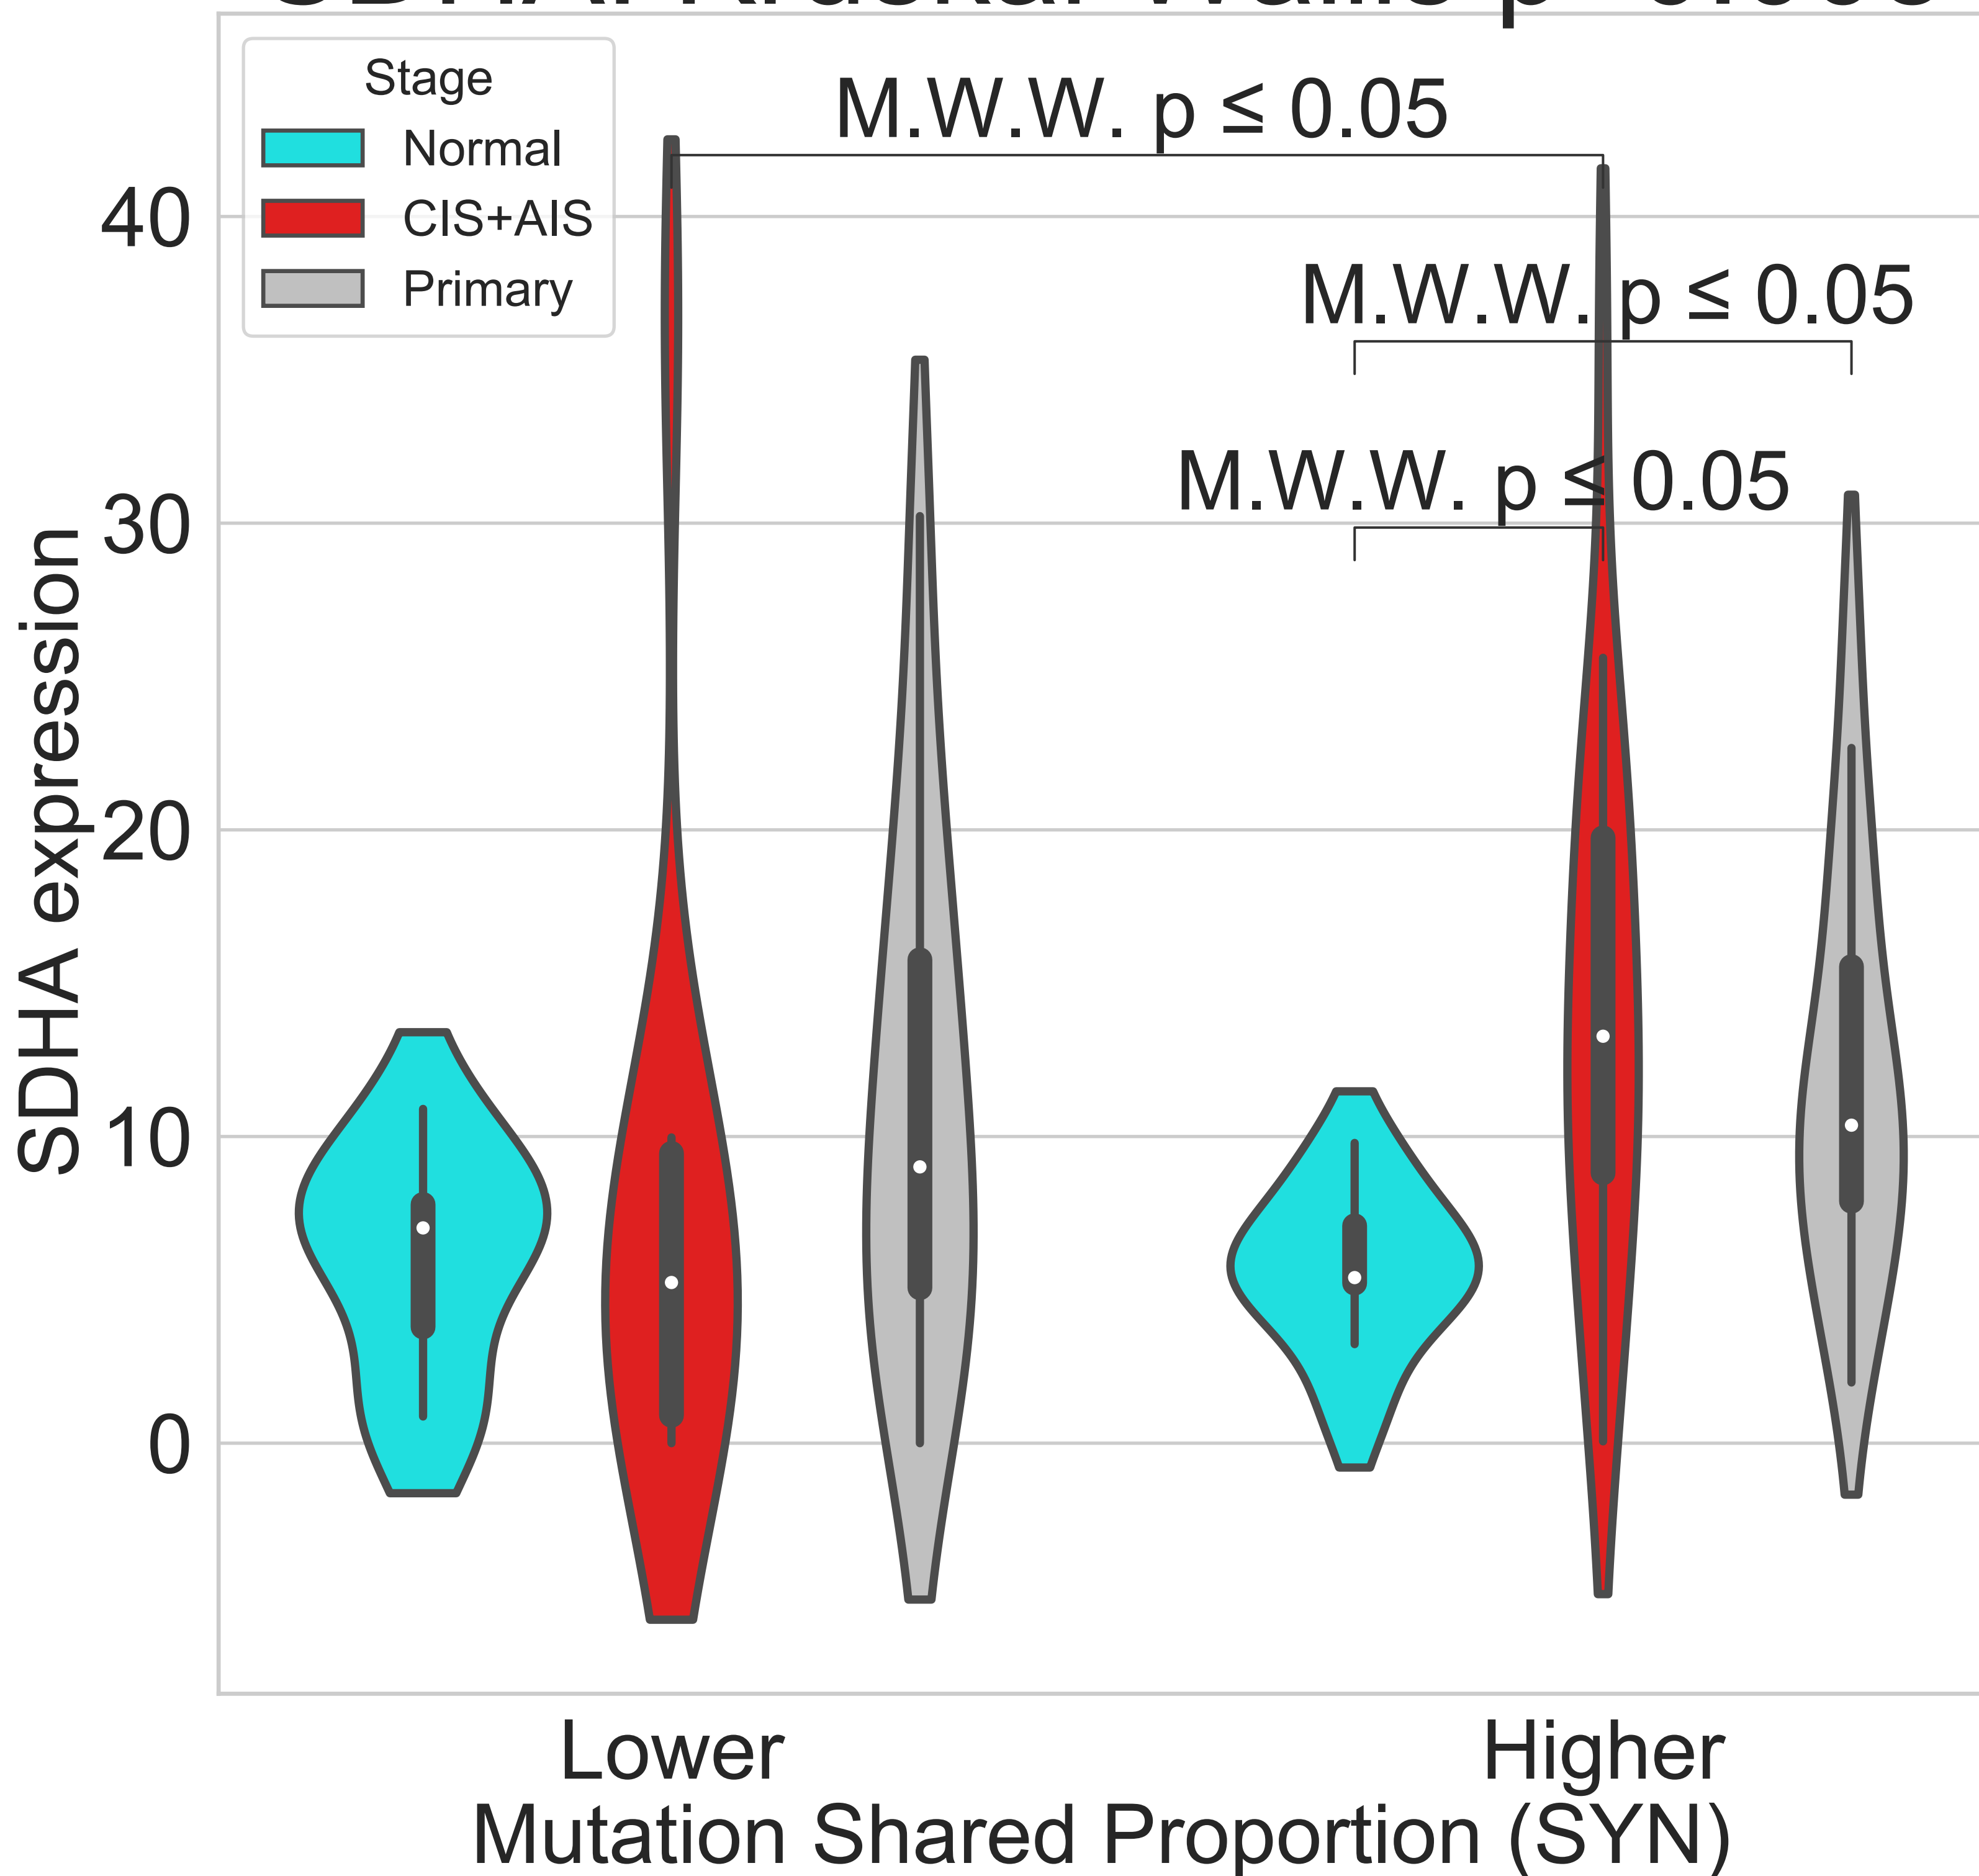 Stage
Normal
CIS+AIS
Primary
M.W.W. p ≤ 0.05
M.W.W. p ≤ 0.05
M.W.W. p ≤ 0.05
40
30
20
10
0
SDHA expression
Lower
Higher
Mutation Shared Proportion (SYN)